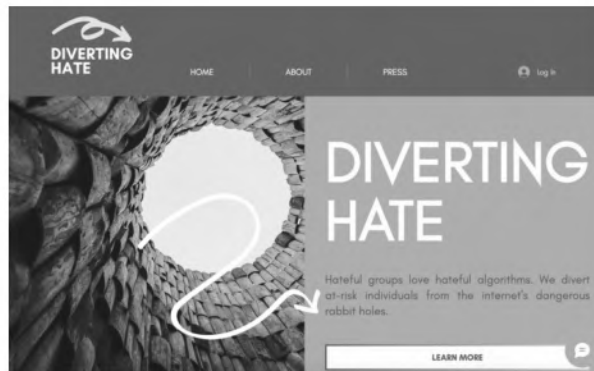 DIVERTING
HATE
HOME
ABOUT
PRESS
Log In
DIVERTING
HATE
Hateful groups love hateful algorithms. We divert
at-risk individuals from the internet's dangerous
rabbit holes.
LEARN MORE